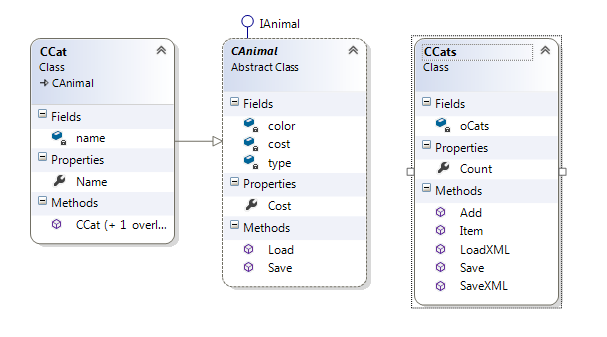 IAnimal
CCat
Class
CAnimal
Fields
name
Properties
Name
Methods
CCat (+ 1 overl...
CAnimal
Abstract Class
Fields
color
cost
type
Properties
Cost
Methods
Load
Save
CCats
Class
Fields
oCats
Properties
Count
Methods
Add
Item
LoadXML
Save
SaveXML